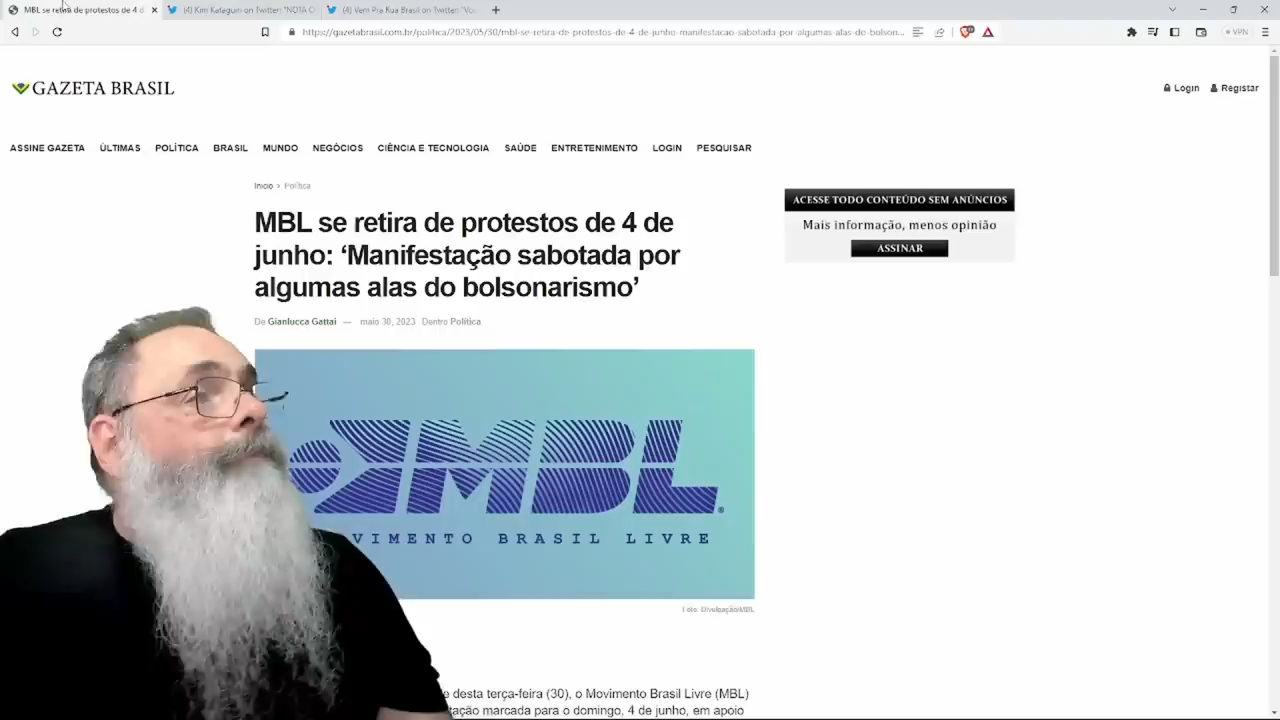 MBL se retira de protestos de 4 d
(4) Kim Kataguiri on Twitter: "NOTA O
(4) Vem Pra Rua Brasil on Twitter: "Vo
https://gazetabrasil.com.br/politica/2023/05/30/mbl-se-retira-de-protestos-de-4-de-junho-manifestacao-sabotada-por-algumas-alas-do-bolson...
VPN
GAZETA BRASIL
Login
Registar
ASSINE GAZETA ÚLTIMAS POLÍTICA BRASIL MUNDO NEGÓCIOS CIÊNCIA E TECNOLOGIA SAÚDE ENTRETENIMENTO LOGIN PESQUISAR
Início > Política
MBL se retira de protestos de 4 de
junho: ‘Manifestação sabotada por
algumas alas do bolsonarismo’
De Gianlucca Gattai — maio 30, 2023 Dentro Política
ACESSE TODO CONTEÚDO SEM ANÚNCIOS
Mais informação, menos opinião
ASSINAR
MBL
VIMENTO BRASIL LIVRE
Foto: Divulgação/MBL
e desta terça-feira (30), o Movimento Brasil Livre (MBL)
tação marcada para o domingo, 4 de junho, em apoio